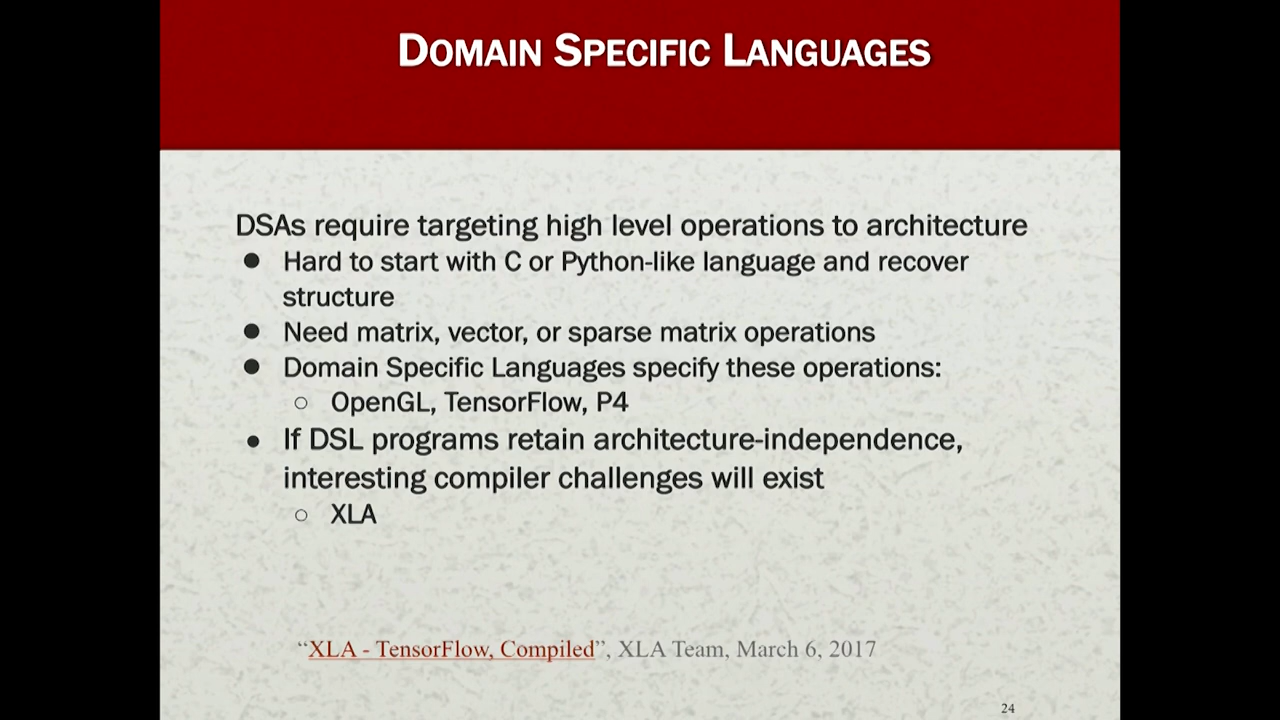 DOMAIN SPECIFIC LANGUAGES
DSAs require targeting high level operations to architecture
● Hard to start with C or Python-like language and recover
structure
● Need matrix, vector, or sparse matrix operations
● Domain Specific Languages specify these operations:
○ OpenGL, TensorFlow, P4
● If DSL programs retain architecture-independence,
interesting compiler challenges will exist
○ XLA
“XLA - TensorFlow, Compiled”, XLA Team, March 6, 2017
24